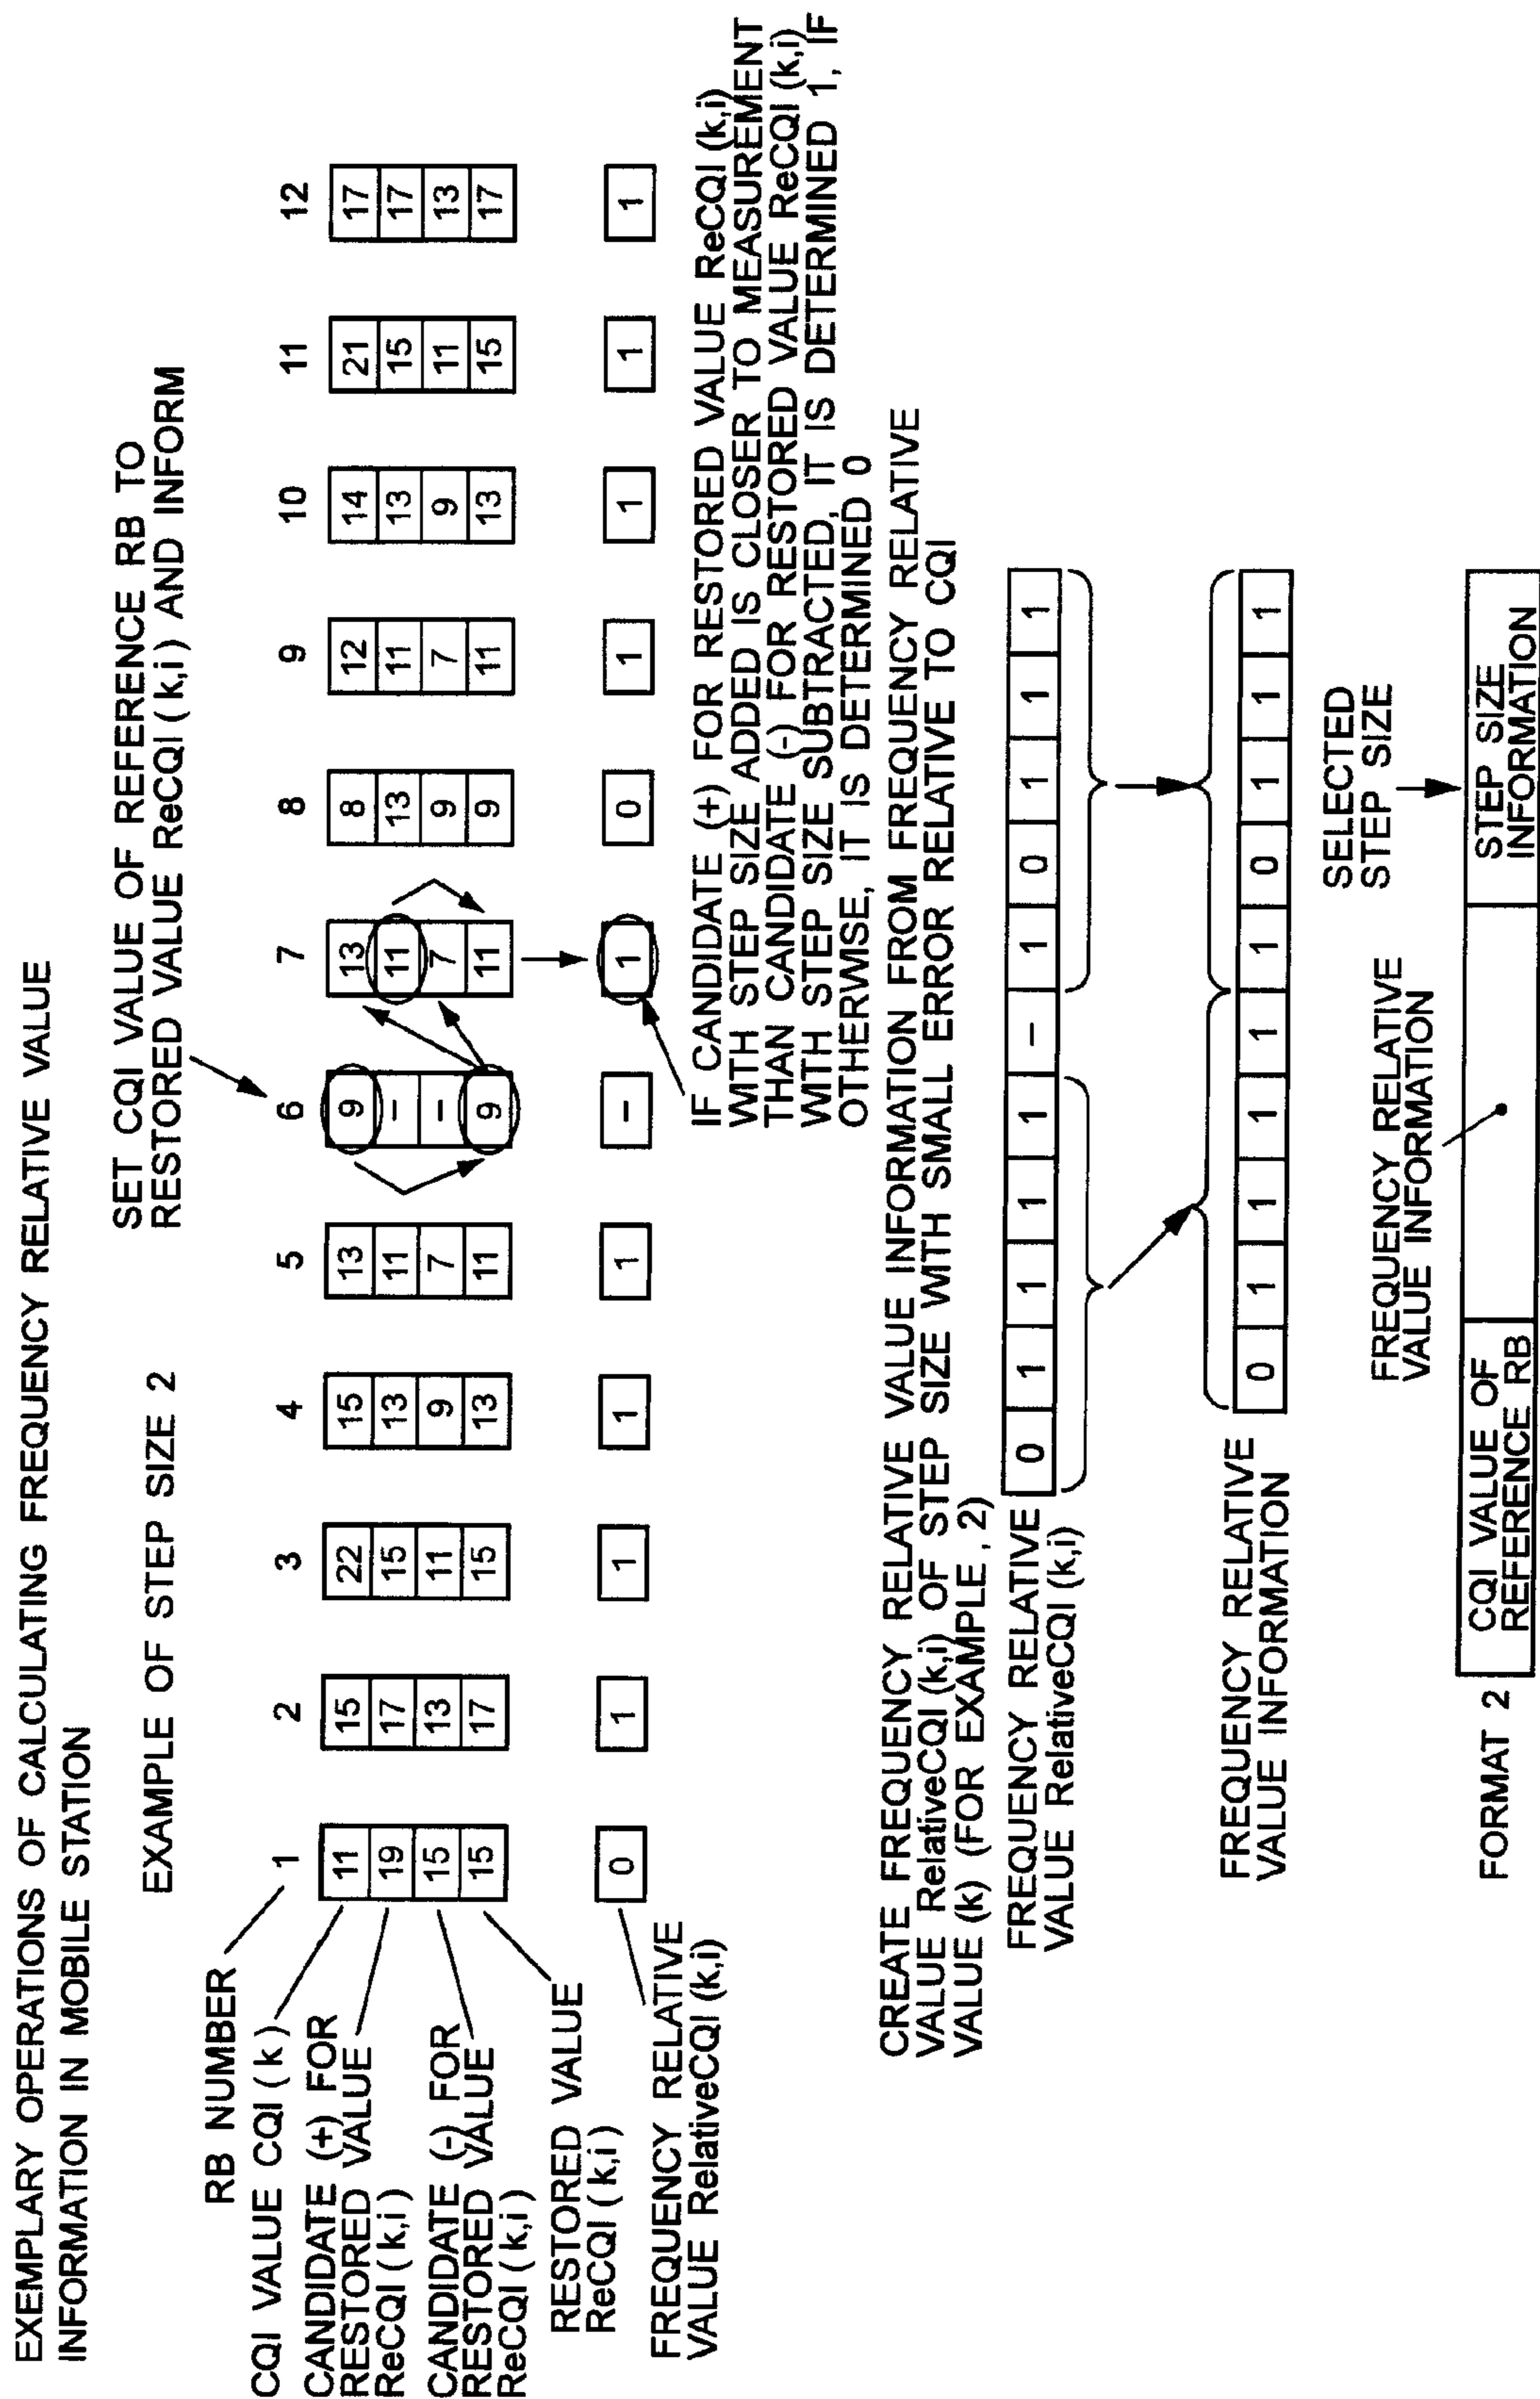 EXEMPLARY OPERATIONS OF CALCULATING FREQUENCY RELATIVE VALUE
INFORMATION IN MOBILE STATION
EXAMPLE OF STEP SIZE 2
SET CQI VALUE OF REFERENCE RB TO
RESTORED VALUE ReCQI (k,i) AND INFORM
RB NUMBER
1 2 3 4 5 6 7 8 9 10 11 12
CQI VALUE CQI (k)
11 15 22 15 13 9 13 8 12 14 21 17
CANDIDATE (+) FOR
RESTORED VALUE
ReCQI (k,i)
19 17 15 13 11 – 11 13 11 13 15 17
CANDIDATE (-) FOR
RESTORED VALUE
ReCQI (k,i)
15 13 11 9 7 – 7 9 7 9 11 13
RESTORED VALUE
ReCQI (k,i)
15 17 15 13 11 9 11 9 11 13 15 17
FREQUENCY RELATIVE
VALUE RelativeCQI (k,i)
0 1 1 1 1 – 1 0 1 1 1 1
IF CANDIDATE (+) FOR RESTORED VALUE ReCQI (k,i)
WITH STEP SIZE ADDED IS CLOSER TO MEASUREMENT
THAN CANDIDATE (-) FOR RESTORED VALUE ReCQI (k,i)
WITH STEP SIZE SUBTRACTED, IT IS DETERMINED 1, IF
OTHERWISE, IT IS DETERMINED 0
CREATE FREQUENCY RELATIVE VALUE INFORMATION FROM FREQUENCY RELATIVE
VALUE RelativeCQI (k,i) OF STEP SIZE WITH SMALL ERROR RELATIVE TO CQI
VALUE (k) (FOR EXAMPLE, 2)
FREQUENCY RELATIVE
VALUE RelativeCQI (k,i)
0 1 1 1 1 – 1 0 1 1 1
FREQUENCY RELATIVE
VALUE INFORMATION
0 1 1 1 1 1 0 1 1 1
SELECTED
STEP SIZE
FREQUENCY RELATIVE
VALUE INFORMATION
FORMAT 2
CQI VALUE OF
REFERENCE RB
STEP SIZE
INFORMATION